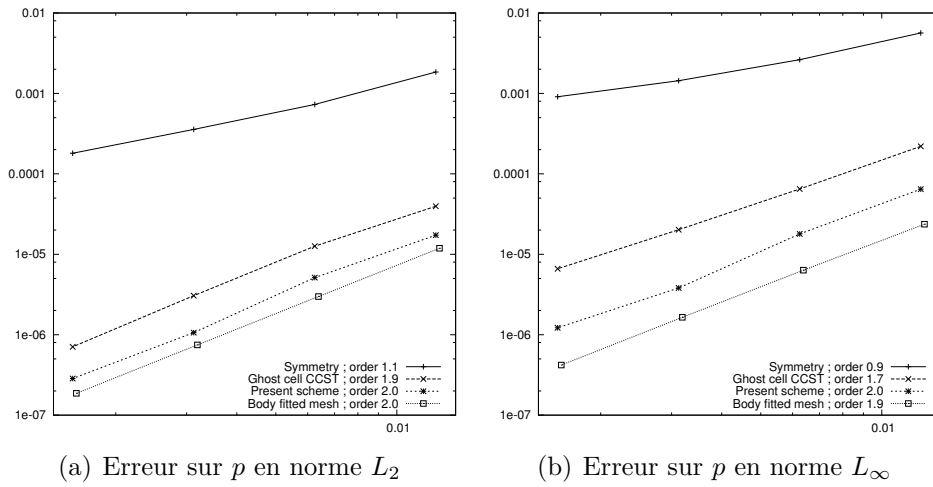 0.01
0.001
0.0001
1e-05
1e-06
1e-07
0.01
Symmetry ; order 1.1
Ghost cell CCST ; order 1.9
Present scheme ; order 2.0
Body fitted mesh ; order 2.0
(a) Erreur sur p en norme L₂
0.01
0.001
0.0001
1e-05
1e-06
1e-07
0.01
Symmetry ; order 0.9
Ghost cell CCST ; order 1.7
Present scheme ; order 2.0
Body fitted mesh ; order 1.9
(b) Erreur sur p en norme L∞